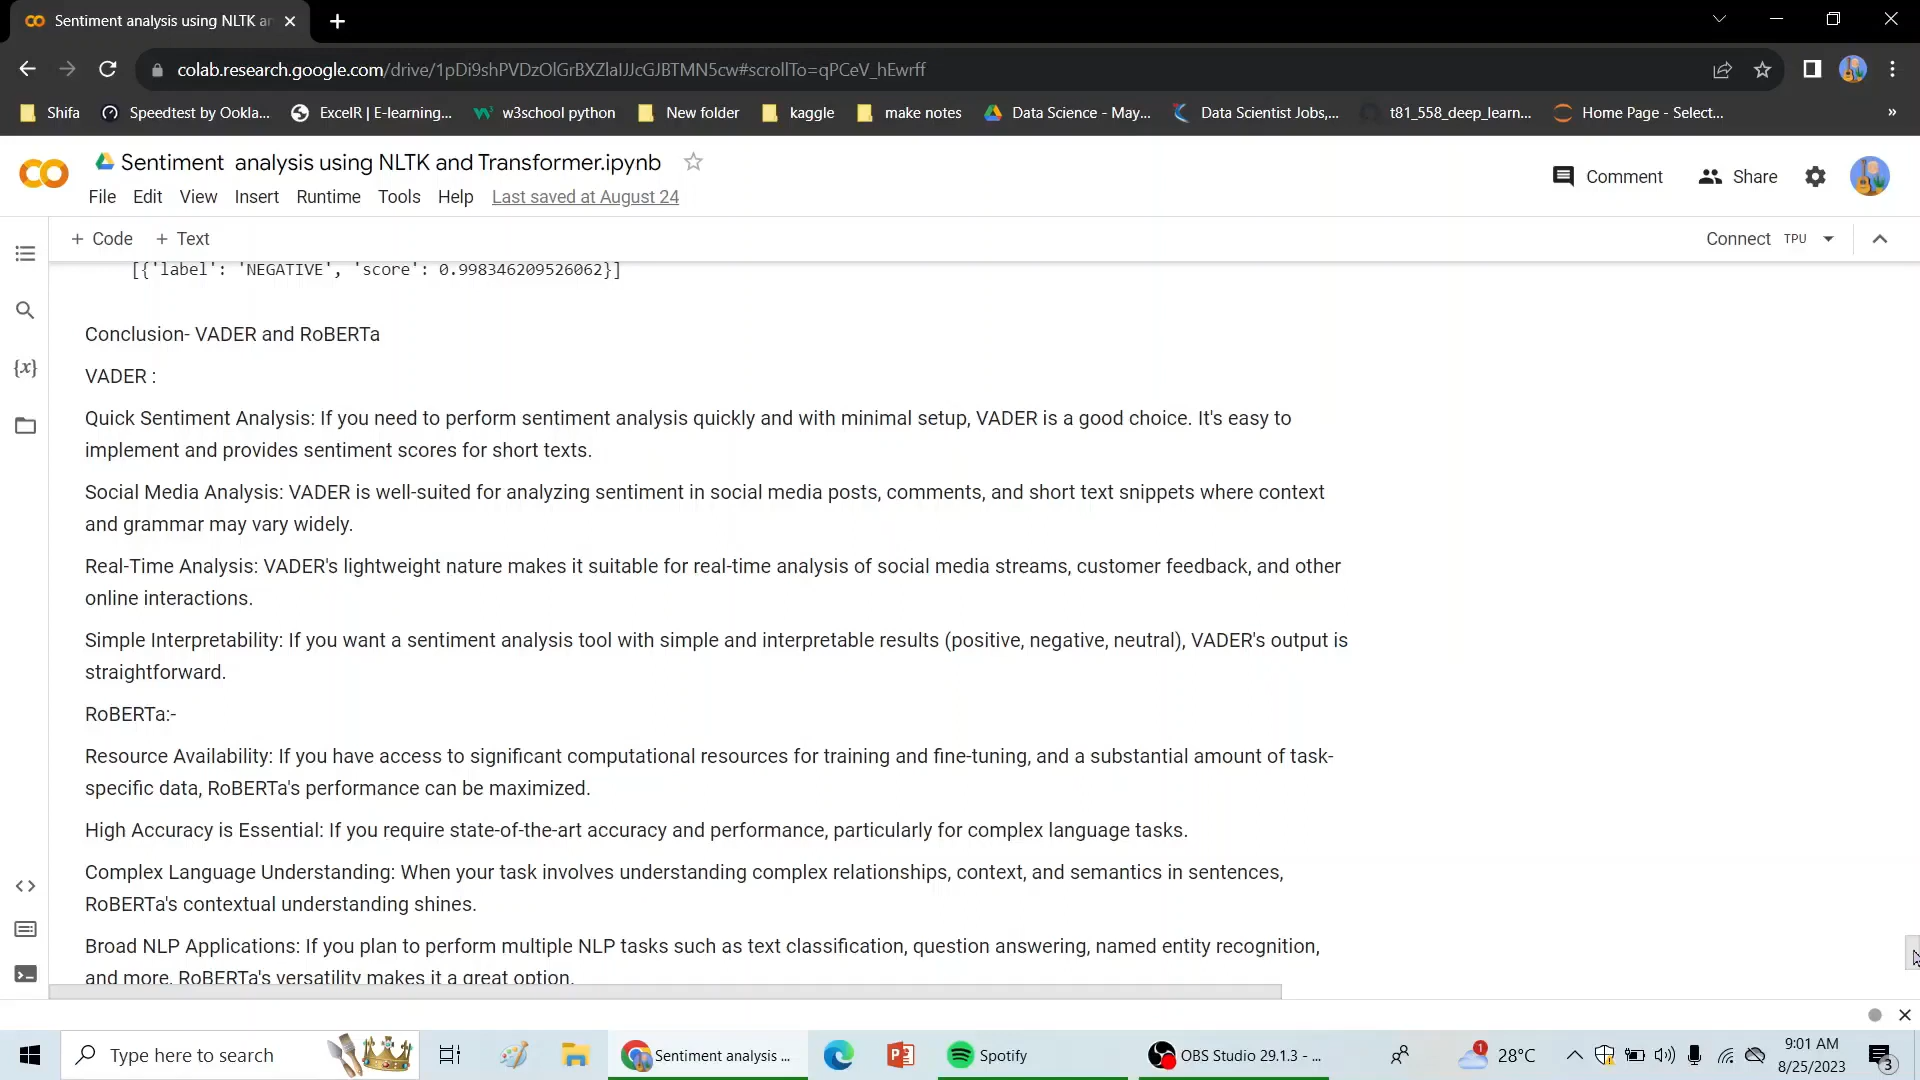 Sentiment analysis using NLTK an
colab.research.google.com/drive/1pDi9shPVDzOlGrBXZlaIJJcGJBTMN5cw#scrollTo=qPCeV_hEwrff
Shifa Speedtest by Ookla... ExcelR | E-learning... w3school python New folder kaggle make notes Data Science - May... Data Scientist Jobs,... t81_558_deep_learn... Home Page - Select... »
Sentiment analysis using NLTK and Transformer.ipynb
Comment Share
File Edit View Insert Runtime Tools Help Last saved at August 24
+ Code + Text Connect TPU
[{'label': 'NEGATIVE', 'score': 0.998346209526062}]
{x}
Conclusion- VADER and RoBERTa
VADER :
Quick Sentiment Analysis: If you need to perform sentiment analysis quickly and with minimal setup, VADER is a good choice. It's easy to
implement and provides sentiment scores for short texts.
Social Media Analysis: VADER is well-suited for analyzing sentiment in social media posts, comments, and short text snippets where context
and grammar may vary widely.
Real-Time Analysis: VADER's lightweight nature makes it suitable for real-time analysis of social media streams, customer feedback, and other
online interactions.
Simple Interpretability: If you want a sentiment analysis tool with simple and interpretable results (positive, negative, neutral), VADER's output is
straightforward.
RoBERTa:-
Resource Availability: If you have access to significant computational resources for training and fine-tuning, and a substantial amount of task-
specific data, RoBERTa's performance can be maximized.
High Accuracy is Essential: If you require state-of-the-art accuracy and performance, particularly for complex language tasks.
Complex Language Understanding: When your task involves understanding complex relationships, context, and semantics in sentences,
RoBERTa's contextual understanding shines.
Broad NLP Applications: If you plan to perform multiple NLP tasks such as text classification, question answering, named entity recognition,
and more, RoBERTa's versatility makes it a great option.
Type here to search Sentiment analysis ... Spotify OBS Studio 29.1.3 - ... 1 28°C 9:01 AM
8/25/2023 3